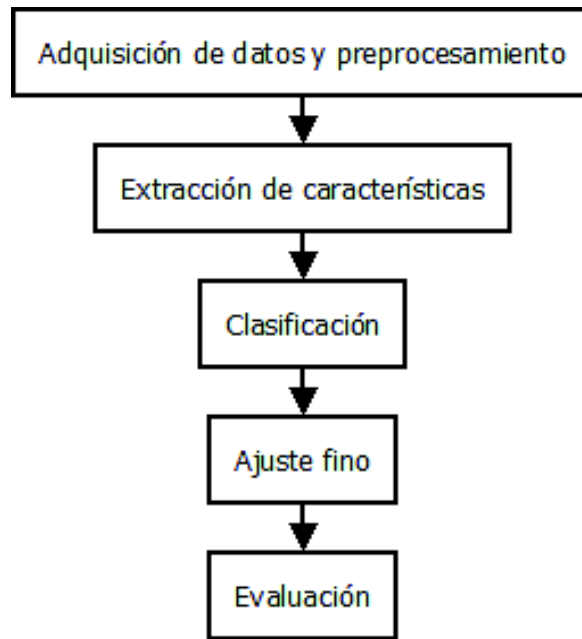 Adquisición de datos y preprocesamiento
Extracción de características
Clasificación
Ajuste fino
Evaluación